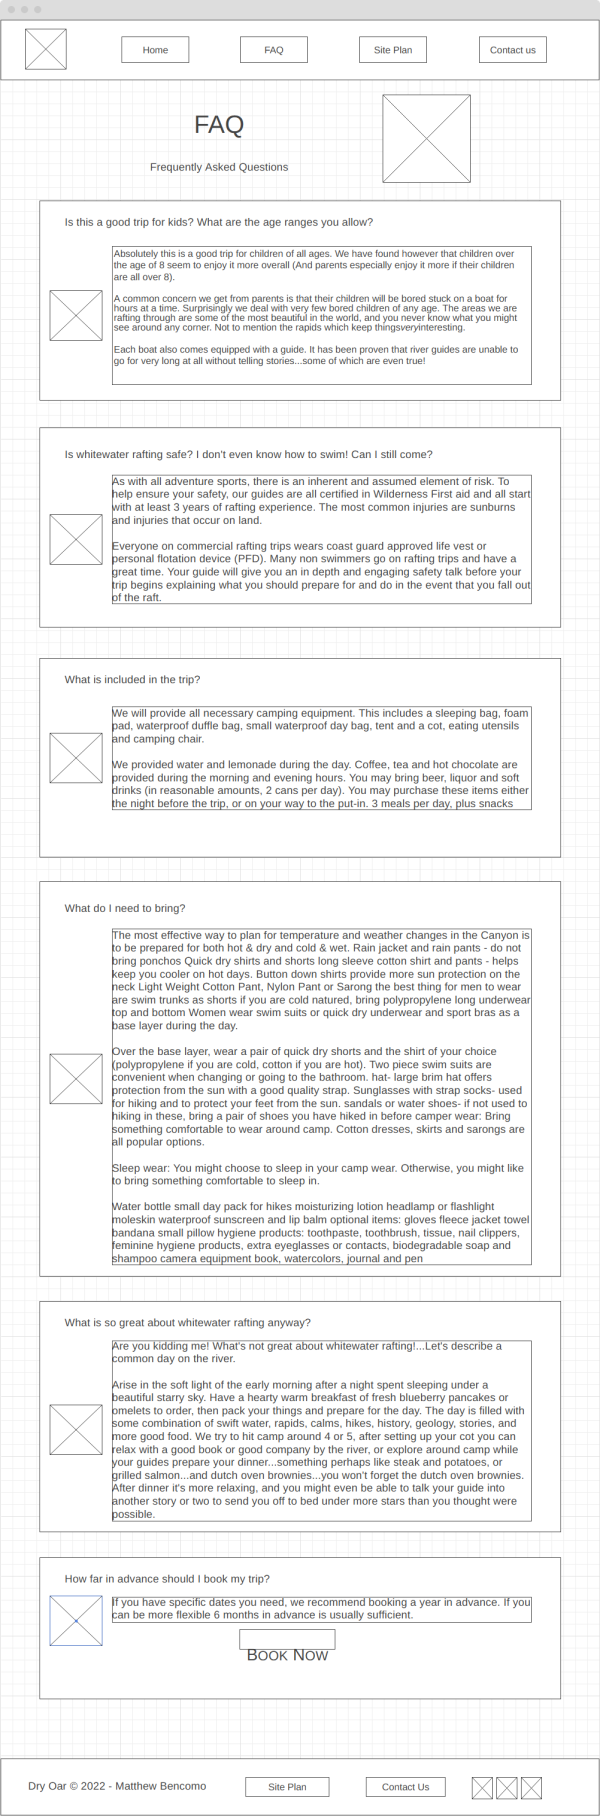 Home
FAQ
Site Plan
Contact us
FAQ
Frequently Asked Questions
Is this a good trip for kids? What are the age ranges you allow?
Absolutely this is a good trip for children of all ages. We have found however that children over
the age of 8 seem to enjoy it more overall (And parents especially enjoy it more if their children
are all over 8).
A common concern we get from parents is that their children will be bored stuck on a boat for
hours at a time. Surprisingly we deal with very few bored children of any age. The areas we are
rafting through are some of the most beautiful in the world, and you never know what you might
see around any corner. Not to mention the rapids which keep thingsveryinteresting.
Each boat also comes equipped with a guide. It has been proven that river guides are unable to
go for very long at all without telling stories...some of which are even true!
Is whitewater rafting safe? I don't even know how to swim! Can I still come?
As with all adventure sports, there is an inherent and assumed element of risk. To
help ensure your safety, our guides are all certified in Wilderness First aid and all start
with at least 3 years of rafting experience. The most common injuries are sunburns
and injuries that occur on land.
Everyone on commercial rafting trips wears coast guard approved life vest or
personal flotation device (PFD). Many non swimmers go on rafting trips and have a
great time. Your guide will give you an in depth and engaging safety talk before your
trip begins explaining what you should prepare for and do in the event that you fall out
of the raft.
What is included in the trip?
We will provide all necessary camping equipment. This includes a sleeping bag, foam
pad, waterproof duffle bag, small waterproof day bag, tent and a cot, eating utensils
and camping chair.
We provided water and lemonade during the day. Coffee, tea and hot chocolate are
provided during the morning and evening hours. You may bring beer, liquor and soft
drinks (in reasonable amounts, 2 cans per day). You may purchase these items either
the night before the trip, or on your way to the put-in. 3 meals per day, plus snacks
What do I need to bring?
The most effective way to plan for temperature and weather changes in the Canyon is
to be prepared for both hot & dry and cold & wet. Rain jacket and rain pants - do not
bring ponchos Quick dry shirts and shorts long sleeve cotton shirt and pants - helps
keep you cooler on hot days. Button down shirts provide more sun protection on the
neck Light Weight Cotton Pant, Nylon Pant or Sarong the best thing for men to wear
are swim trunks as shorts if you are cold natured, bring polypropylene long underwear
top and bottom Women wear swim suits or quick dry underwear and sport bras as a
base layer during the day.
Over the base layer, wear a pair of quick dry shorts and the shirt of your choice
(polypropylene if you are cold, cotton if you are hot). Two piece swim suits are
convenient when changing or going to the bathroom. hat- large brim hat offers
protection from the sun with a good quality strap. Sunglasses with strap socks- used
for hiking and to protect your feet from the sun. sandals or water shoes- if not used to
hiking in these, bring a pair of shoes you have hiked in before camper wear: Bring
something comfortable to wear around camp. Cotton dresses, skirts and sarongs are
all popular options.
Sleep wear: You might choose to sleep in your camp wear. Otherwise, you might like
to bring something comfortable to sleep in.
Water bottle small day pack for hikes moisturizing lotion headlamp or flashlight
moleskin waterproof sunscreen and lip balm optional items: gloves fleece jacket towel
bandana small pillow hygiene products: toothpaste, toothbrush, tissue, nail clippers,
feminine hygiene products, extra eyeglasses or contacts, biodegradable soap and
shampoo camera equipment book, watercolors, journal and pen
What is so great about whitewater rafting anyway?
Are you kidding me! What's not great about whitewater rafting!...Let's describe a
common day on the river.
Arise in the soft light of the early morning after a night spent sleeping under a
beautiful starry sky. Have a hearty warm breakfast of fresh blueberry pancakes or
omelets to order, then pack your things and prepare for the day. The day is filled with
some combination of swift water, rapids, calms, hikes, history, geology, stories, and
more good food. We try to hit camp around 4 or 5, after setting up your cot you can
relax with a good book or good company by the river, or explore around camp while
your guides prepare your dinner...something perhaps like steak and potatoes, or
grilled salmon...and dutch oven brownies...you won't forget the dutch oven brownies.
After dinner it's more relaxing, and you might even be able to talk your guide into
another story or two to send you off to bed under more stars than you thought were
possible.
How far in advance should I book my trip?
If you have specific dates you need, we recommend booking a year in advance. If you
can be more flexible 6 months in advance is usually sufficient.
Book Now
Dry Oar © 2022 - Matthew Bencomo
Site Plan
Contact Us